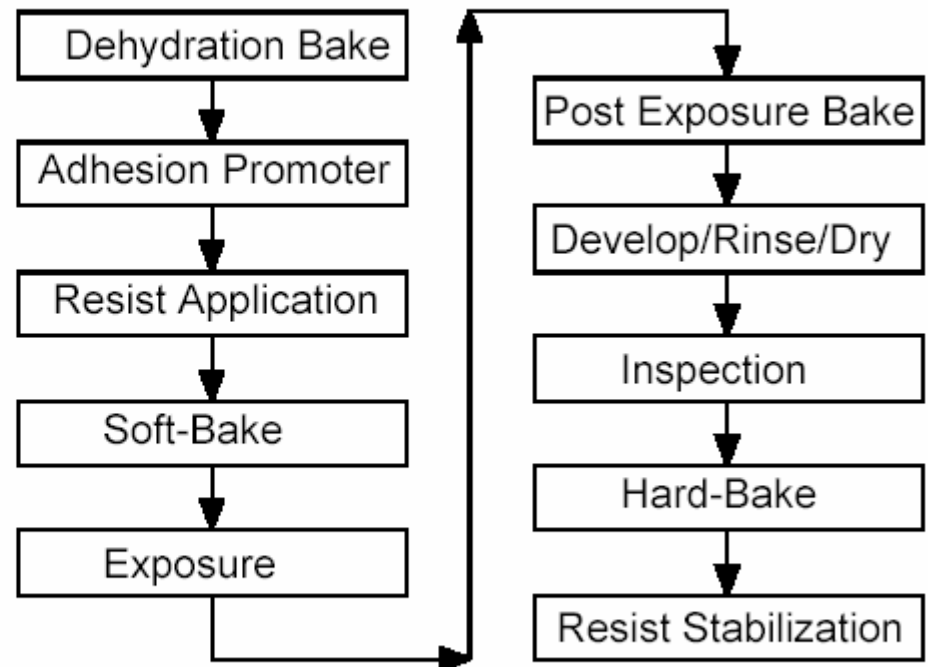 Dehydration Bake
Adhesion Promoter
Resist Application
Soft-Bake
Exposure
Post Exposure Bake
Develop/Rinse/Dry
Inspection
Hard-Bake
Resist Stabilization